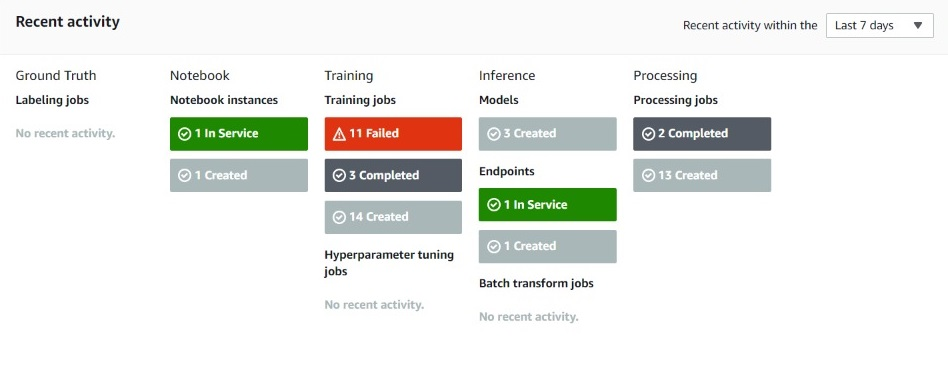 Recent activity
Recent activity within the
Last 7 days
Ground Truth
Labeling jobs
No recent activity.
Notebook
Notebook instances
1 In Service
1 Created
Training
Training jobs
11 Failed
3 Completed
14 Created
Hyperparameter tuning
jobs
No recent activity.
Inference
Models
3 Created
Endpoints
1 In Service
1 Created
Batch transform jobs
No recent activity.
Processing
Processing jobs
2 Completed
13 Created